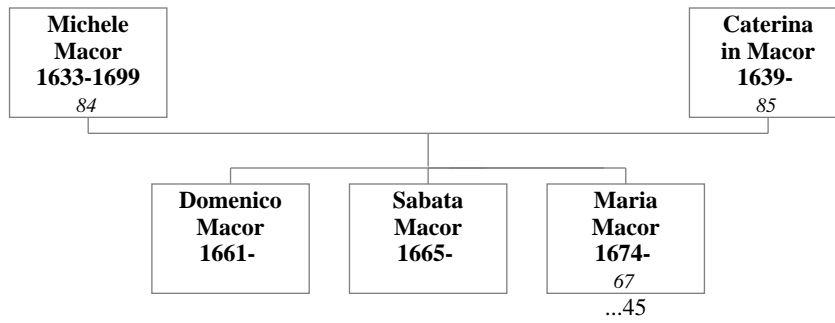 Michele
Macor
1633-1699
84
Caterina
in Macor
1639-
85
Domenico
Macor
1661-
Sabata
Macor
1665-
Maria
Macor
1674-
67
...45